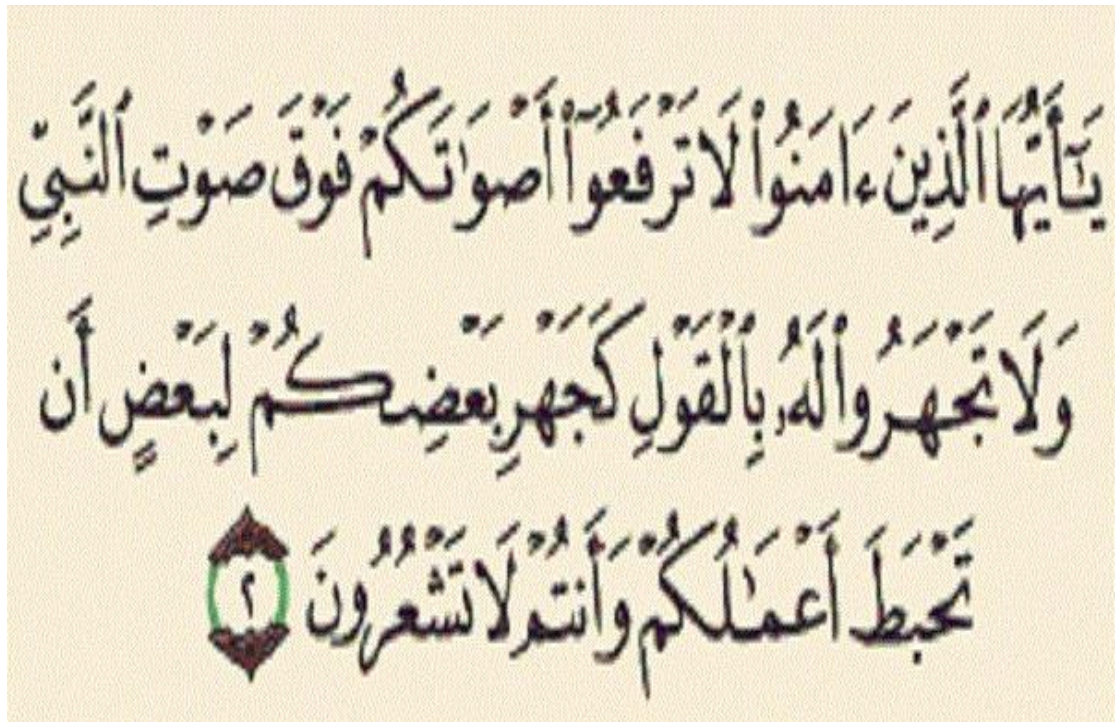 يَـٰٓأَيُّهَا ٱلَّذِينَ ءَامَنُوا۟ لَا تَرْفَعُوٓا۟ أَصْوَٰتَكُمْ فَوْقَ صَوْتِ ٱلنَّبِىِّ
وَلَا تَجْهَرُوا۟ لَهُۥ بِٱلْقَوْلِ كَجَهْرِ بَعْضِكُمْ لِبَعْضٍ أَن
تَحْبَطَ أَعْمَـٰلُكُمْ وَأَنتُمْ لَا تَشْعُرُونَ ٢